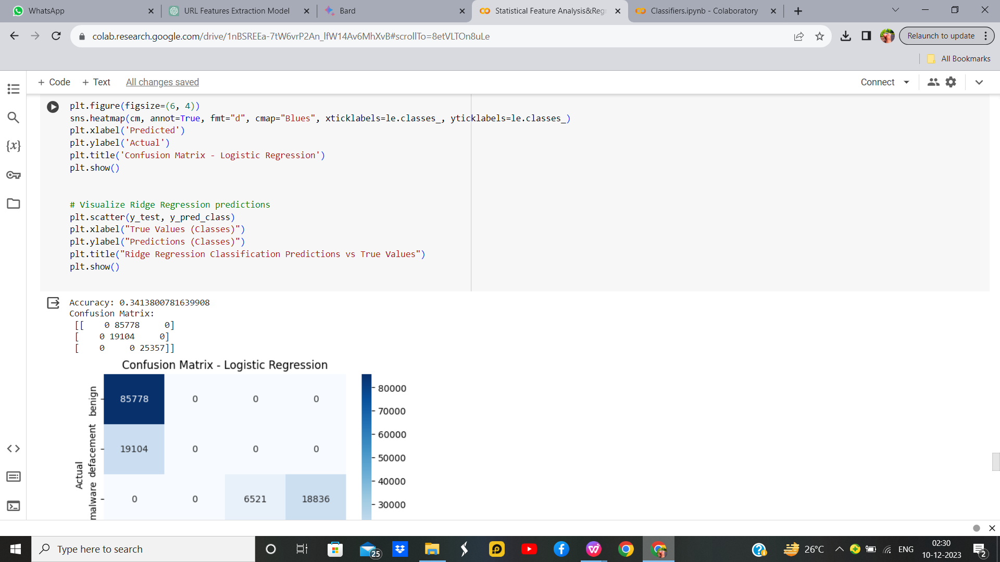 WhatsApp
URL Features Extraction Model
Bard
Statistical Feature Analysis&Reg
Classifiers.ipynb - Colaboratory
colab.research.google.com/drive/1nBSREEa-7tW6vrP2An_lfW14Av6MhXvB#scrollTo=8etVLTOn8uLe
Relaunch to update
All Bookmarks
+ Code + Text All changes saved
Connect
plt.figure(figsize=(6, 4))
sns.heatmap(cm, annot=True, fmt="d", cmap="Blues", xticklabels=le.classes_, yticklabels=le.classes_)
plt.xlabel('Predicted')
plt.ylabel('Actual')
plt.title('Confusion Matrix - Logistic Regression')
plt.show()
# Visualize Ridge Regression predictions
plt.scatter(y_test, y_pred_class)
plt.xlabel("True Values (Classes)")
plt.ylabel("Predictions (Classes)")
plt.title("Ridge Regression Classification Predictions vs True Values")
plt.show()
{x}
Accuracy: 0.3413800781639908
Confusion Matrix:
[[ 0 85778 0]
[ 0 19104 0]
[ 0 0 25357]]
Confusion Matrix - Logistic Regression
Actual
benign
85778 0 0 0
defacement
19104 0 0 0
malware
0 0 6521 18836
80000
70000
60000
50000
40000
30000
Type here to search
25
26°C
ENG
02:30
10-12-2023
2